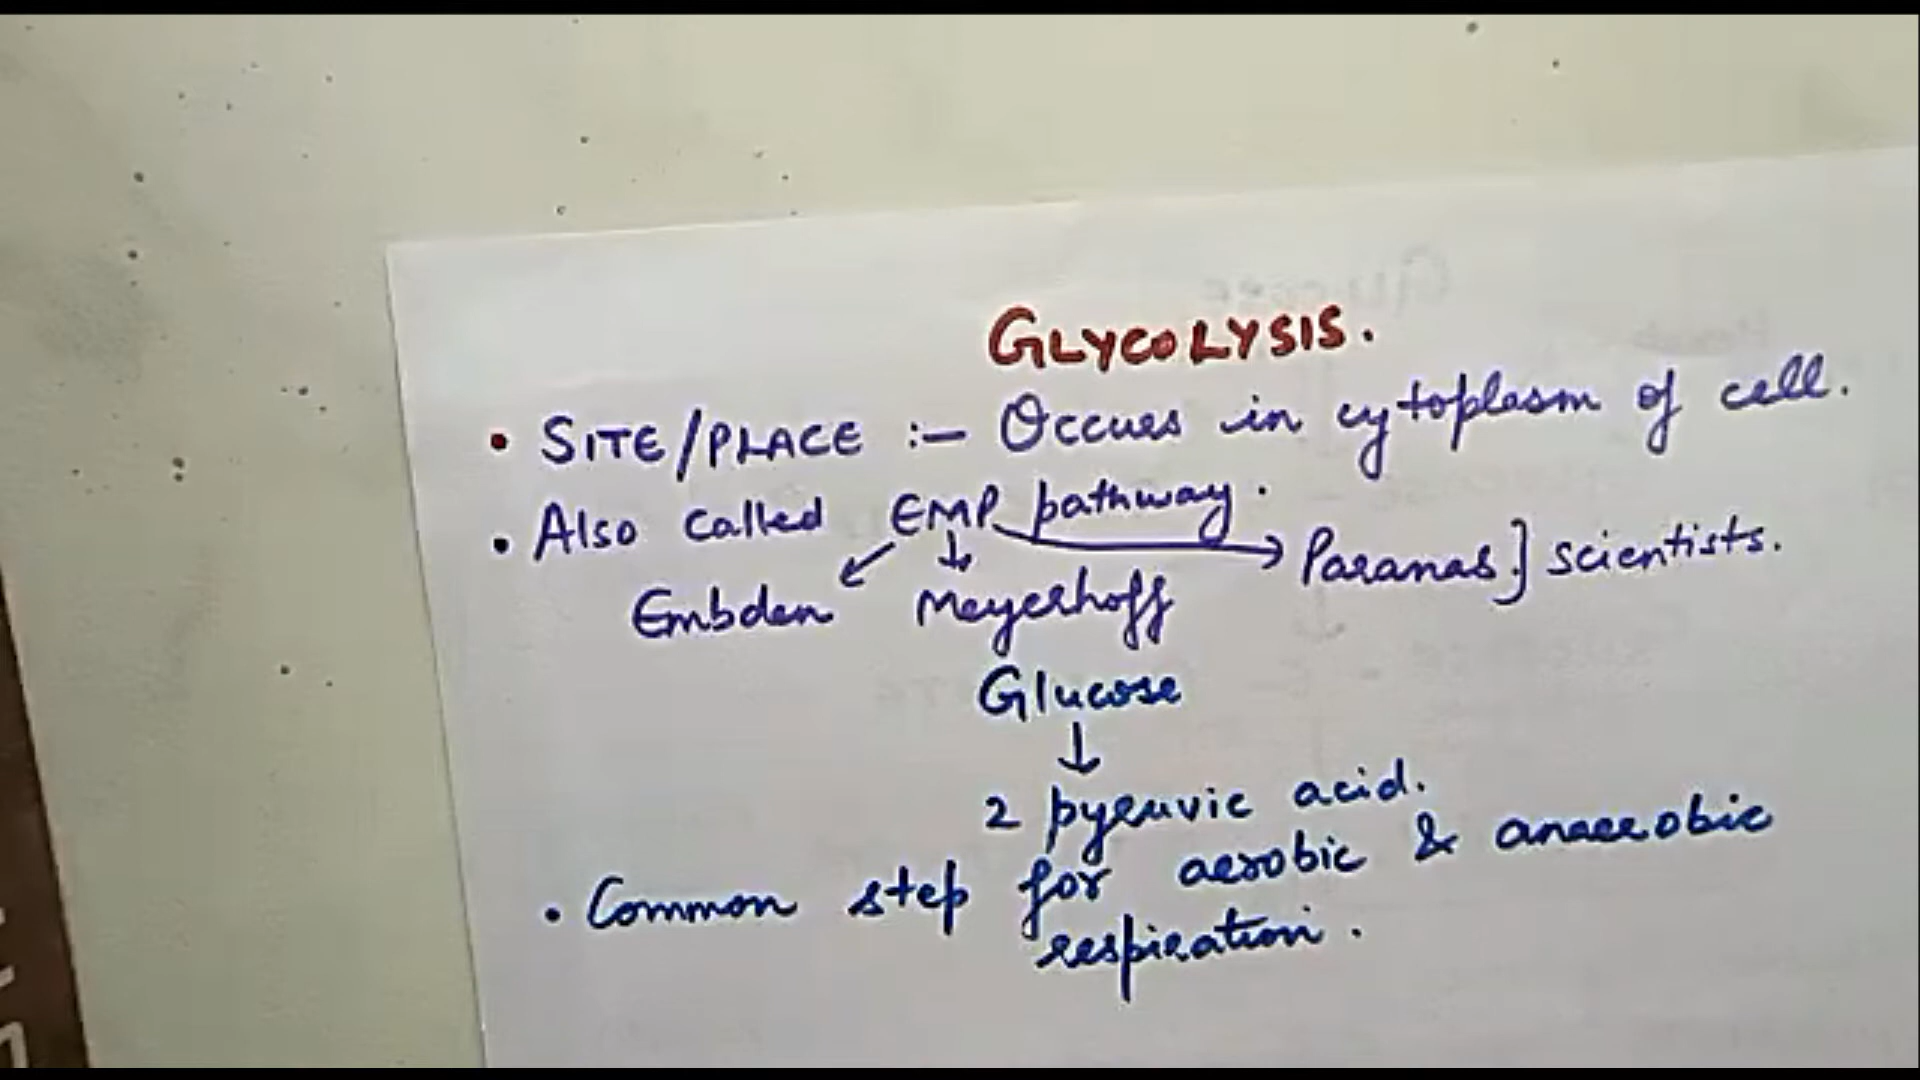 GLYCOLYSIS.
• SITE/PLACE :- Occurs in cytoplasm of cell.
• Also called EMP pathway.
Embden Meyerhoff Paranas] scientists.
Glucose
↓
2 pyruvic acid.
• Common step for aerobic & anaerobic
respiration.